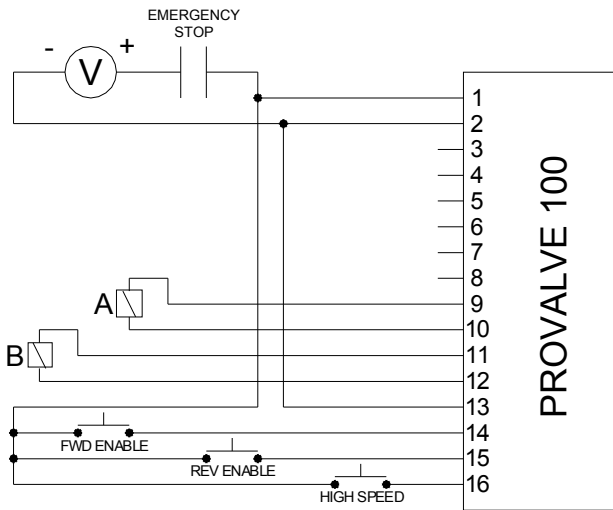 EMERGENCY
STOP
-
+
V
1
2
3
4
5
6
7
8
A
9
10
B
11
12
13
14
FWD ENABLE
15
REV ENABLE
16
HIGH SPEED
PROVALVE 100